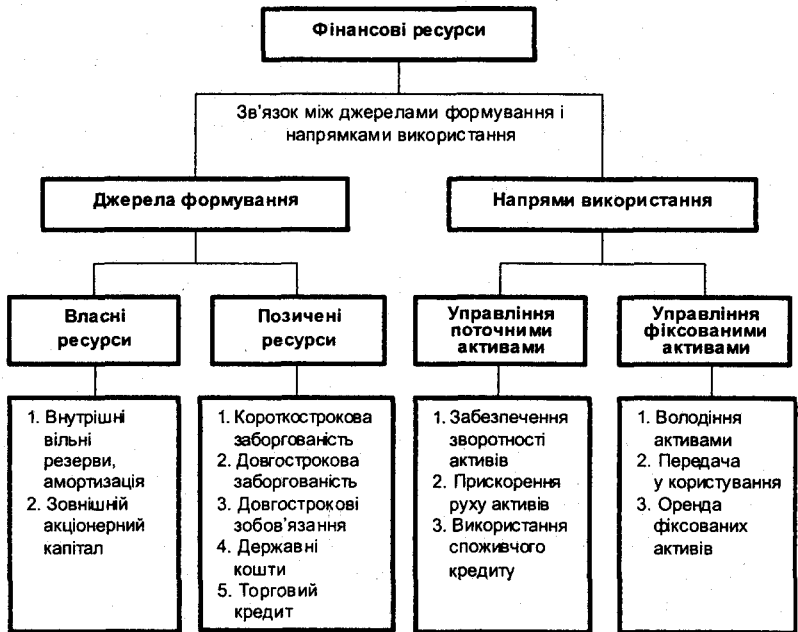 Фінансові ресурси
Зв'язок між джерелами формування і
напрямками використання
Джерела формування
Напрями використання
Власні
ресурси
Позичені
ресурси
Управління
поточними
активами
Управління
фіксованими
активами
1. Внутрішні
вільні
резерви,
амортизація
2. Зовнішній
акціонерний
капітал
1. Короткострокова
заборгованість
2. Довгострокова
заборгованість
3. Довгострокові
зобов'язання
4. Державні
кошти
5. Торговий
кредит
1. Забезпечення
зворотності
активів
2. Прискорення
руху активів
3. Використання
споживчого
кредиту
1. Володіння
активами
2. Передача
у користування
3. Оренда
фіксованих
активів